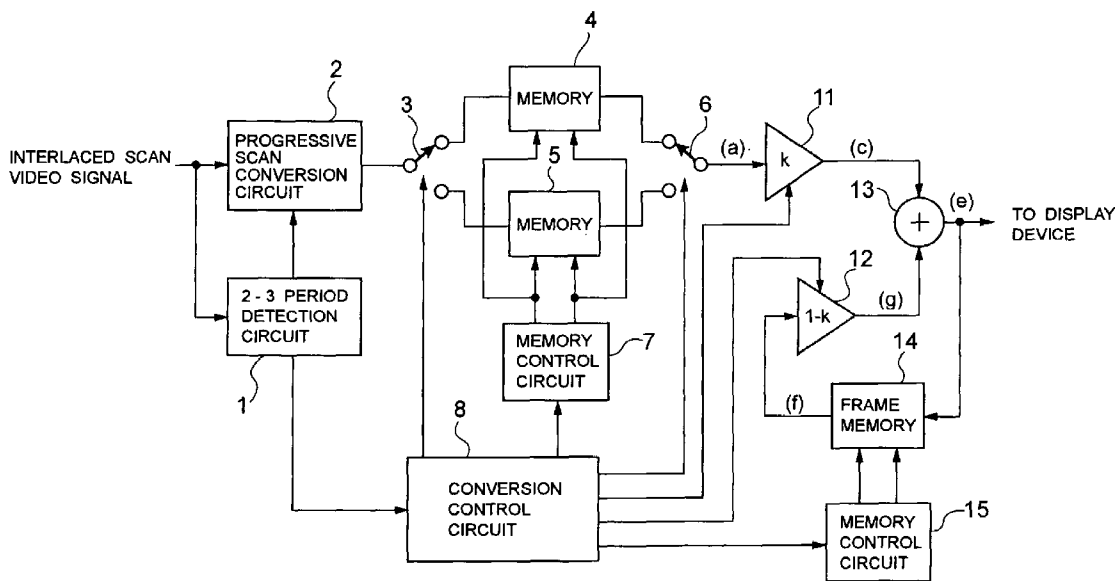 4
MEMORY
2
3
6
11
INTERLACED SCAN
VIDEO SIGNAL
PROGRESSIVE
SCAN
CONVERSION
CIRCUIT
(a)
k
(c)
5
MEMORY
13
+
(e)
TO DISPLAY
DEVICE
12
1-k
(g)
2 - 3 PERIOD
DETECTION
CIRCUIT
1
MEMORY
CONTROL
CIRCUIT
7
14
(f)
FRAME
MEMORY
8
CONVERSION
CONTROL
CIRCUIT
MEMORY
CONTROL
CIRCUIT
15